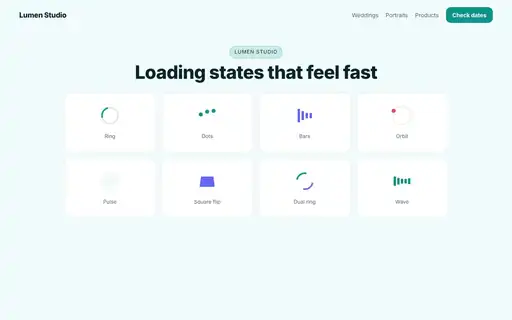 Lumen Studio
Weddings Portraits Products Check dates
LUMEN STUDIO
Loading states that feel fast
Ring
Dots
Bars
Orbit
Pulse
Square flip
Dual ring
Wave